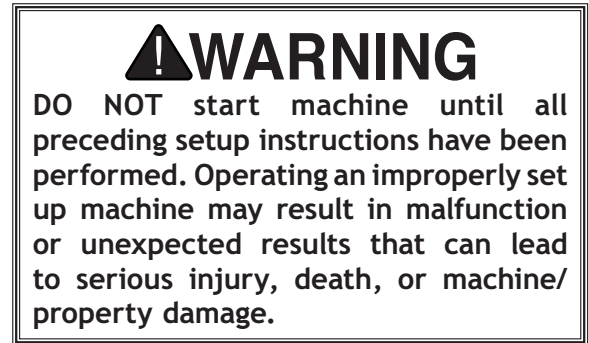 WARNING
DO NOT start machine until all
preceding setup instructions have been
performed. Operating an improperly set
up machine may result in malfunction
or unexpected results that can lead
to serious injury, death, or machine/
property damage.